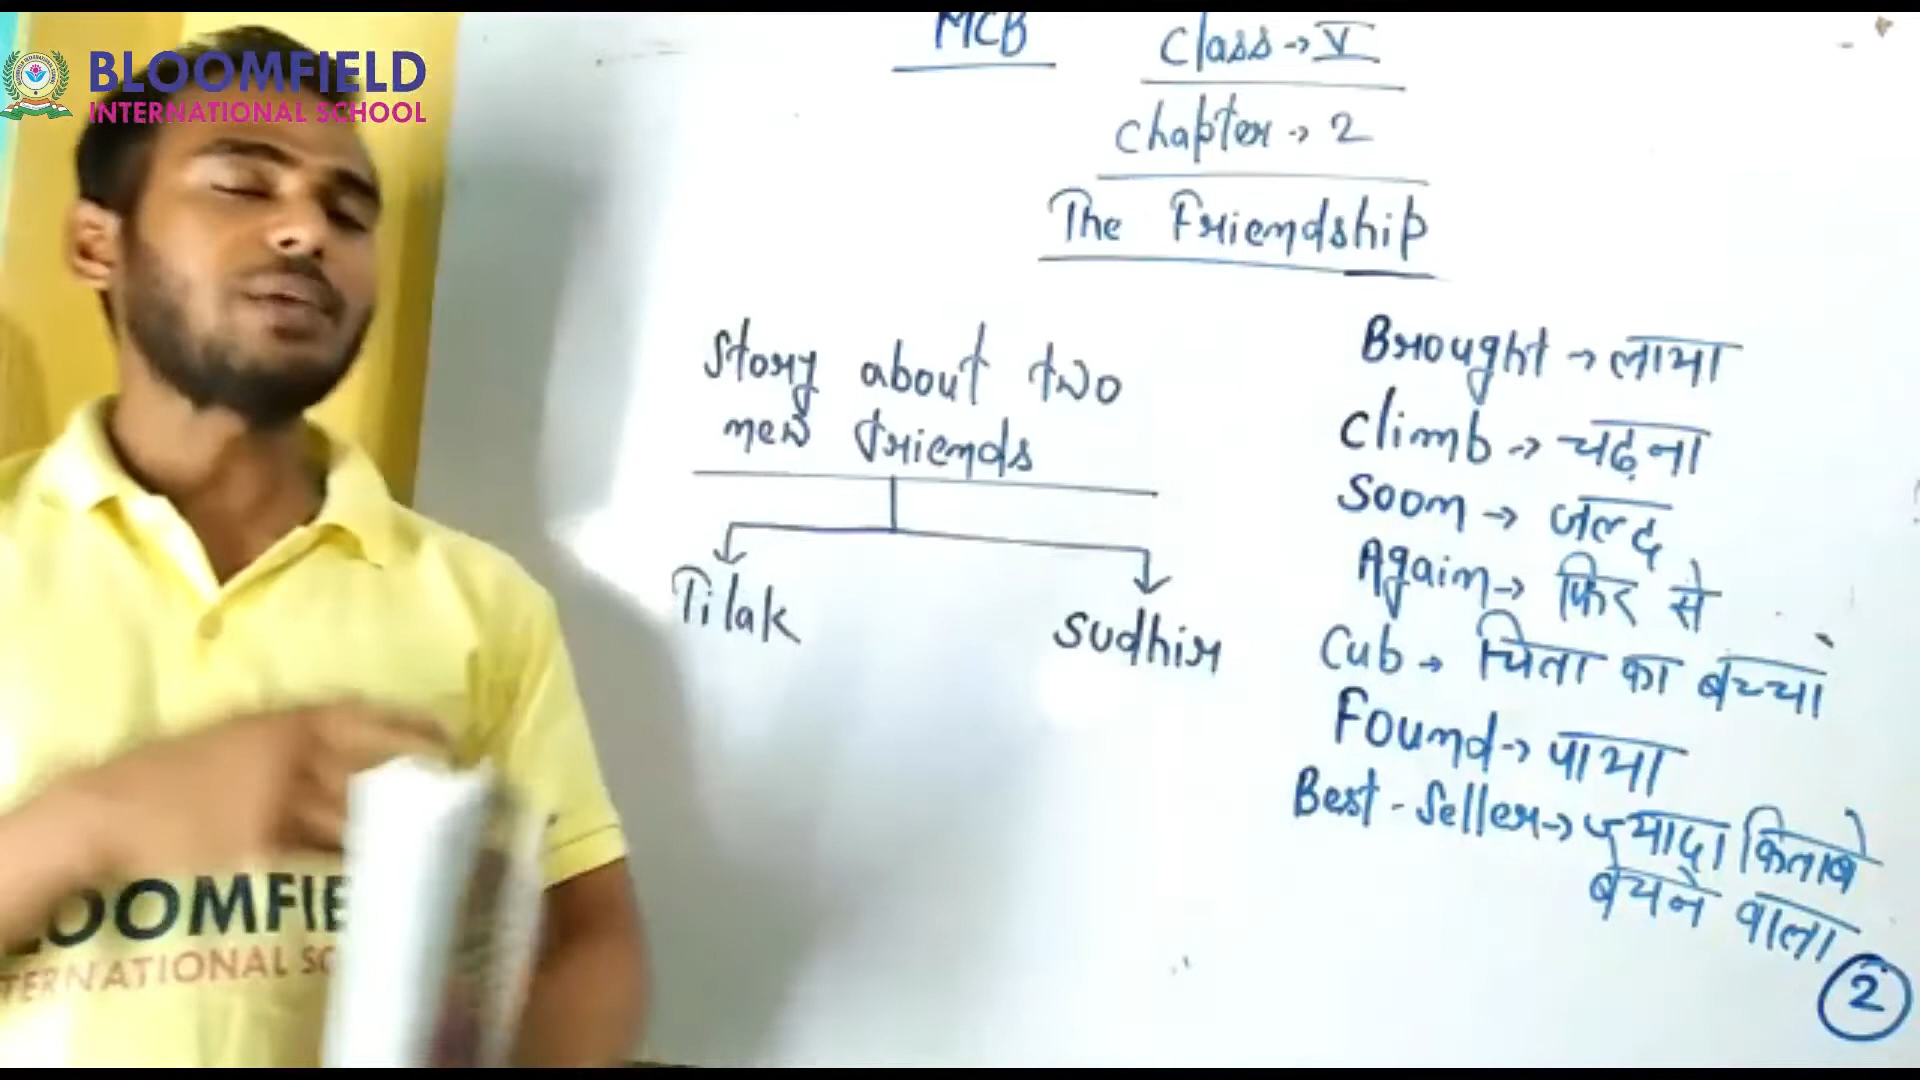 BLOOMFIELD
INTERNATIONAL SCHOOL
MCB
Class → V
Chapter → 2
The Friendship
Story about two
new friends
Tilak
Sudhir
Brought → लाया
Climb → चढ़ना
Soon → जल्द
Again → फिर से
Cub → चिता का बच्चा
Found → पाया
Best-Seller → ज्यादा किताबे
बेचने वाला
2
OOMFIE
TERNATIONAL SC